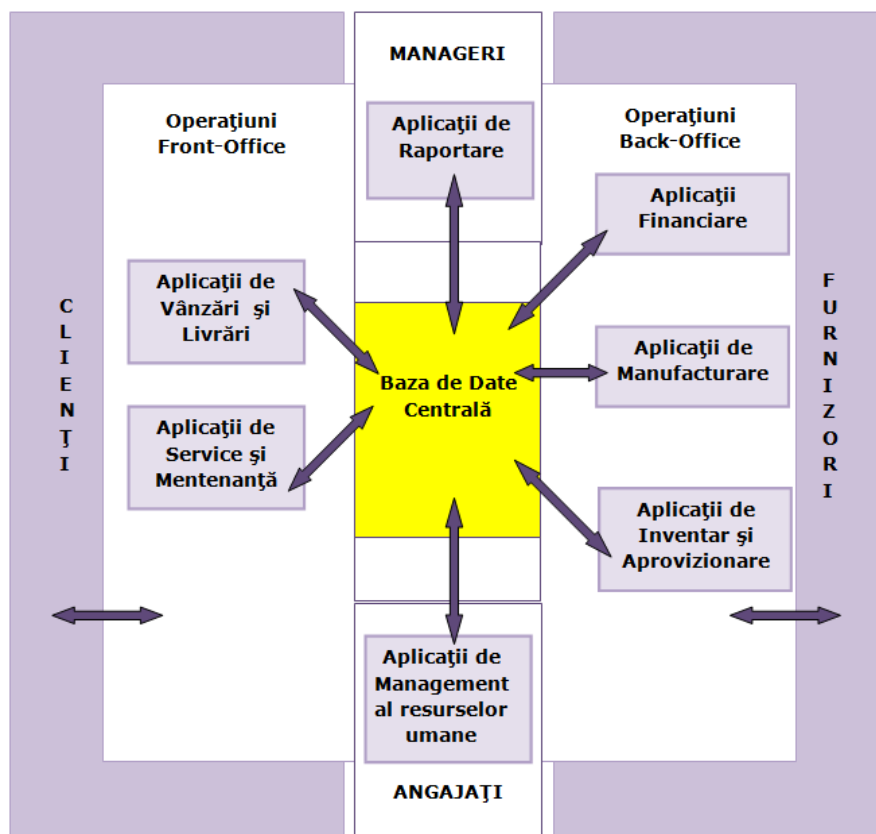 MANAGERI
Operaţiuni
Front-Office
Aplicaţii de
Raportare
Operaţiuni
Back-Office
Aplicaţii
Financiare
Aplicaţii de
Vânzări şi
Livrări
CLIENŢI
Baza de Date
Centrală
Aplicaţii de
Manufacturare
FURNIZORI
Aplicaţii de
Service şi
Mentenanţă
Aplicaţii de
Inventar şi
Aprovizionare
Aplicaţii de
Management
al resurselor
umane
ANGAJAŢI